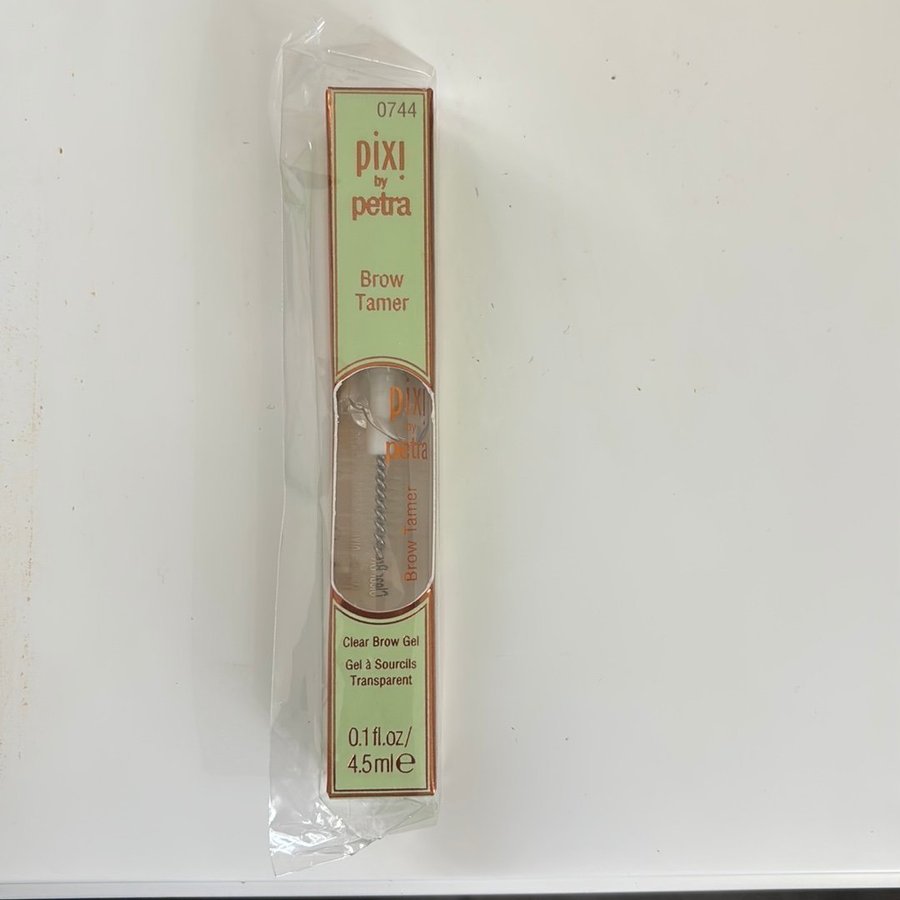 0744
pixi
by
petra
Brow
Tamer
pixi
by
petra
Brow Tamer
Clear Brow Gel
Gel à Sourcils
Transparent
0.1 fl.oz/
4.5ml℮